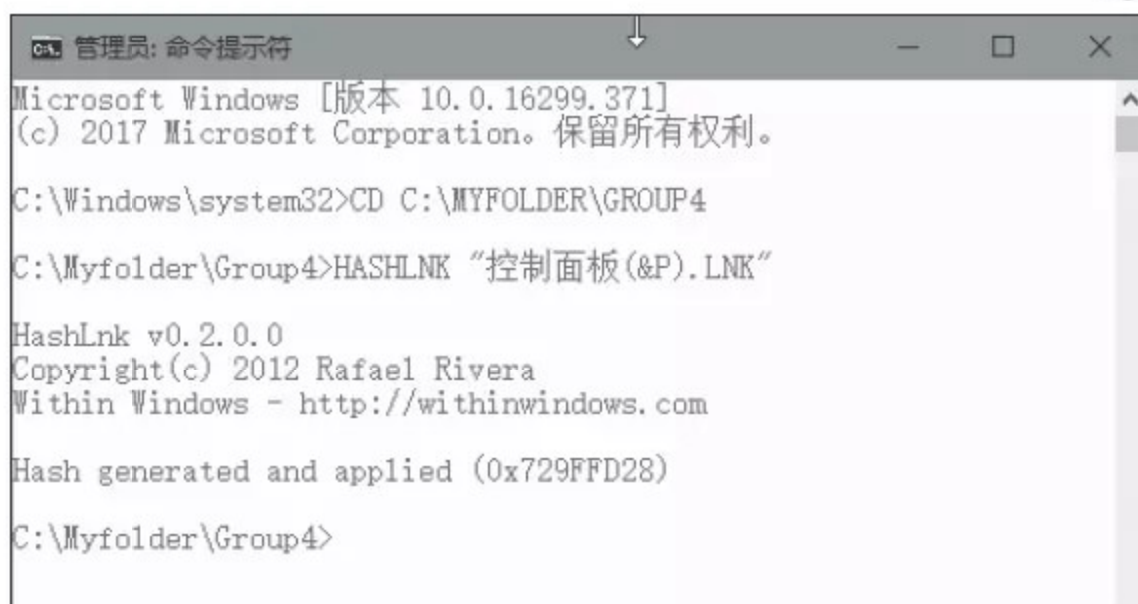 管理员: 命令提示符
Microsoft Windows [版本 10.0.16299.371]
(c) 2017 Microsoft Corporation。保留所有权利。
C:\Windows\system32>CD C:\MYFOLDER\GROUP4
C:\Myfolder\Group4>HASHLNK "控制面板(&P).LNK"
HashLnk v0.2.0.0
Copyright(c) 2012 Rafael Rivera
Within Windows - http://withinwindows.com
Hash generated and applied (0x729FFD28)
C:\Myfolder\Group4>